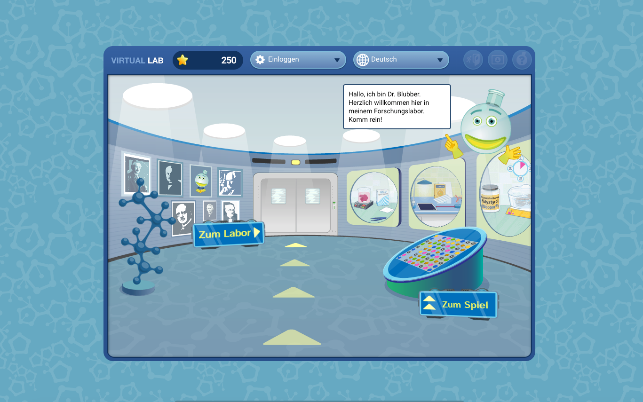 VIRTUAL LAB
250
Einloggen
Deutsch
Hallo, ich bin Dr. Blubber.
Herzlich willkommen hier in
meinem Forschungslabor.
Komm rein!
Zum Labor
Zum Spiel